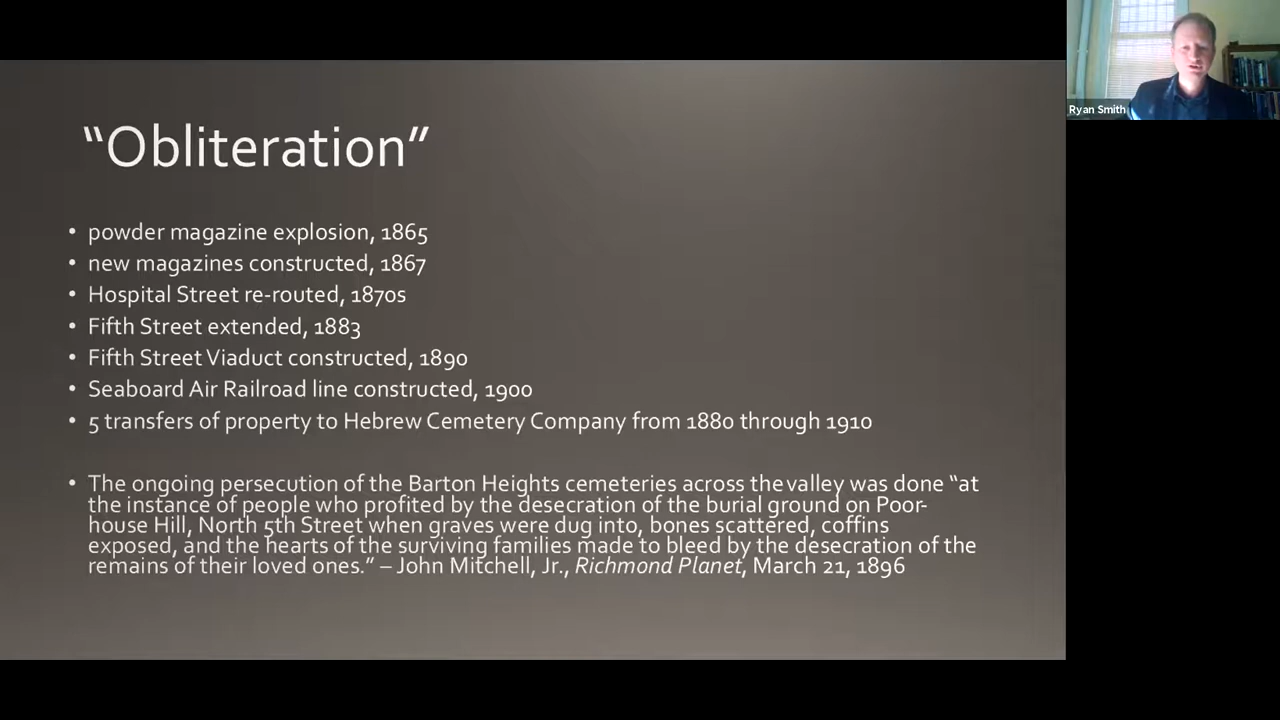 Ryan Smith
“Obliteration”
• powder magazine explosion, 1865
• new magazines constructed, 1867
• Hospital Street re-routed, 1870s
• Fifth Street extended, 1883
• Fifth Street Viaduct constructed, 1890
• Seaboard Air Railroad line constructed, 1900
• 5 transfers of property to Hebrew Cemetery Company from 1880 through 1910
• The ongoing persecution of the Barton Heights cemeteries across the valley was done “at
the instance of people who profited by the desecration of the burial ground on Poor-
house Hill, North 5th Street when graves were dug into, bones scattered, coffins
exposed, and the hearts of the surviving families made to bleed by the desecration of the
remains of their loved ones.” – John Mitchell, Jr., Richmond Planet, March 21, 1896